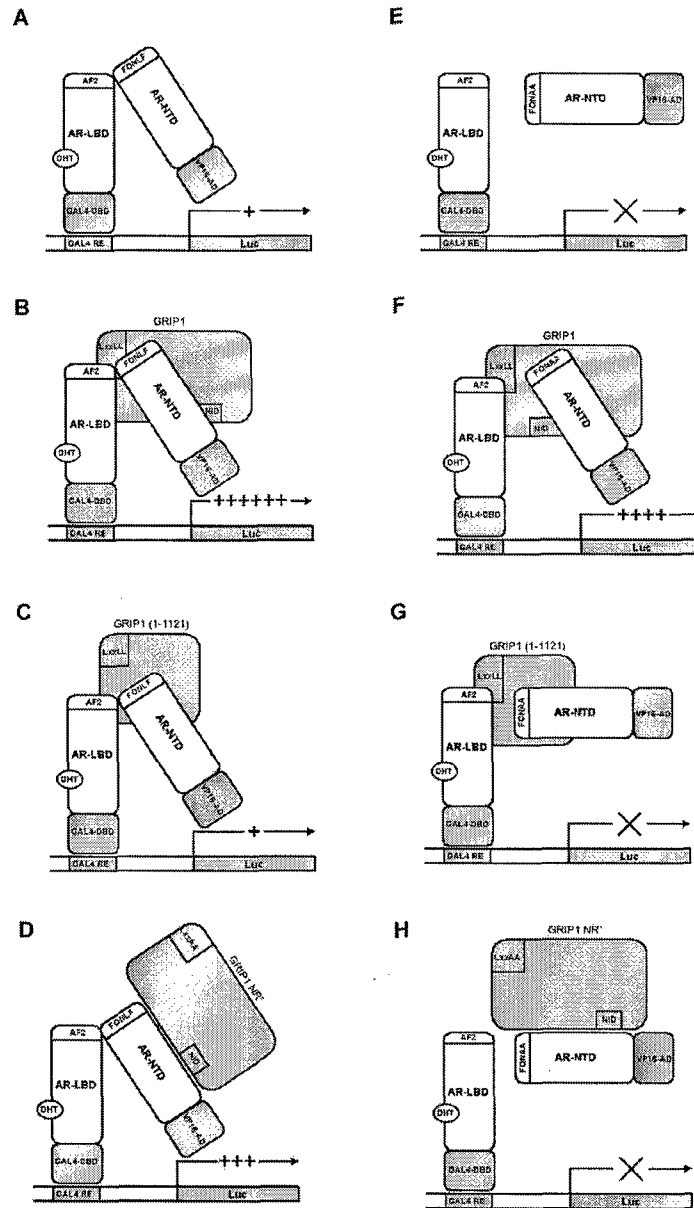 A
AF2
FQNLF
AR-LBD
AR-NTD
DHT
VP16-AD
GAL4-DBD
+
GAL4 RE
Luc
E
AF2
FQNAA
AR-NTD
VP16-AD
AR-LBD
DHT
GAL4-DBD
GAL4 RE
Luc
B
GRIP1
LxxLL
FQNLF
AF2
AR-NTD
AR-LBD
NID
DHT
VP16-AD
GAL4-DBD
++++++
GAL4 RE
Luc
F
GRIP1
LxxLL
FQNAA
AF2
AR-NTD
AR-LBD
NID
DHT
VP16-AD
GAL4-DBD
++++
GAL4 RE
Luc
C
GRIP1 (1-1121)
LxxLL
FQNLF
AF2
AR-NTD
AR-LBD
DHT
VP16-AD
GAL4-DBD
+
GAL4 RE
Luc
G
GRIP1 (1-1121)
LxxLL
AF2
FQNAA
AR-NTD
VP16-AD
AR-LBD
DHT
GAL4-DBD
GAL4 RE
Luc
D
LxxAA
GRIP1 NR-
FQNLF
AF2
AR-NTD
NID
AR-LBD
DHT
VP16-AD
GAL4-DBD
+++
GAL4 RE
Luc
H
GRIP1 NR-
LxxAA
NID
AF2
FQNAA
AR-NTD
VP16-AD
AR-LBD
DHT
GAL4-DBD
GAL4 RE
Luc